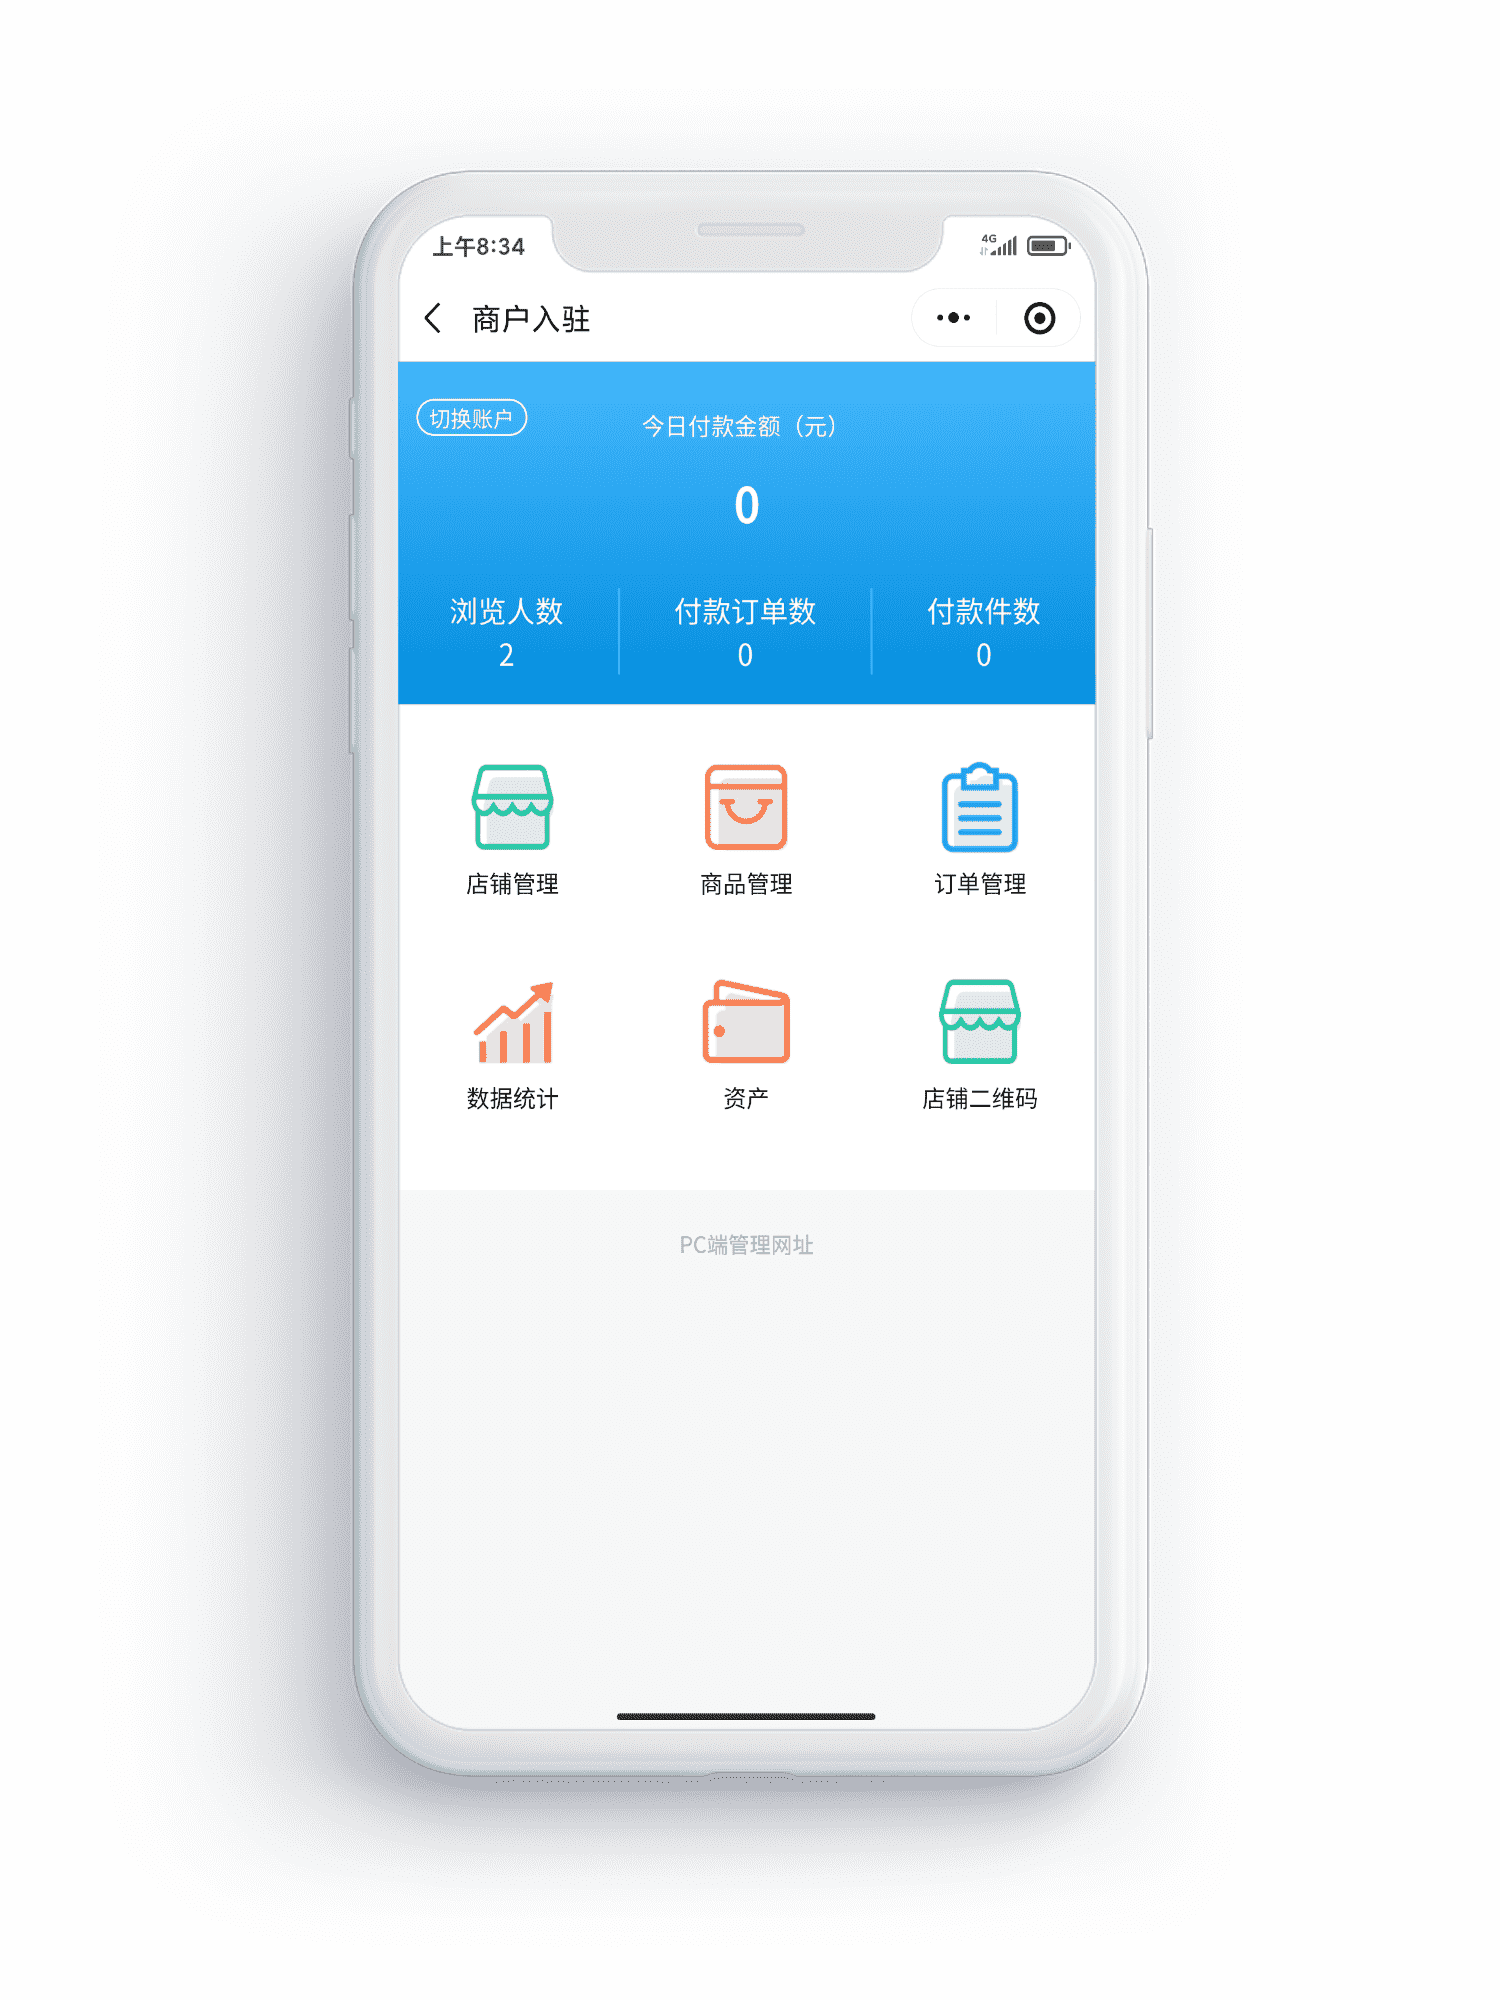 上午8:34
4G
商户入驻
切换账户
今日付款金额（元）
0
浏览人数 付款订单数 付款件数
2 0 0
店铺管理 商品管理 订单管理
数据统计 资产 店铺二维码
PC端管理网址